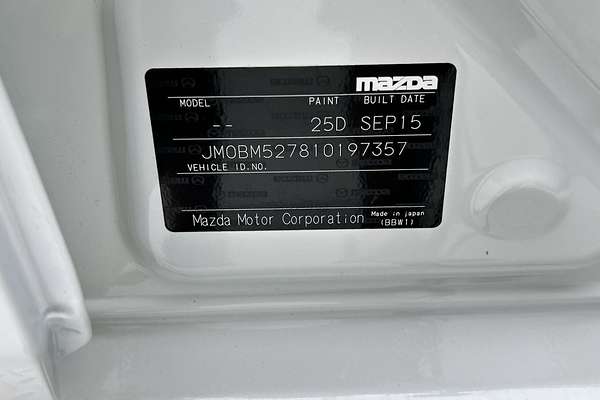 mazda
MODEL PAINT BUILT DATE
-- 25D SEP15
JM0BM527810197357
VEHICLE ID.NO.
Mazda Motor Corporation Made in japan
(BBW1)